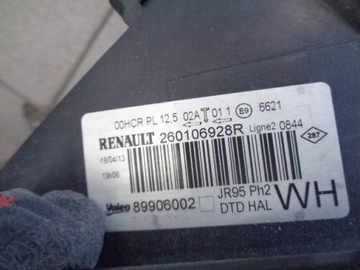 00HCR PL 12,5 02A T 01 1 E9 6621
RENAULT 260106928R Ligne2 0844
18/04/13
19h06
287
Valeo 89906002 JR95 Ph2
DTD HAL WH